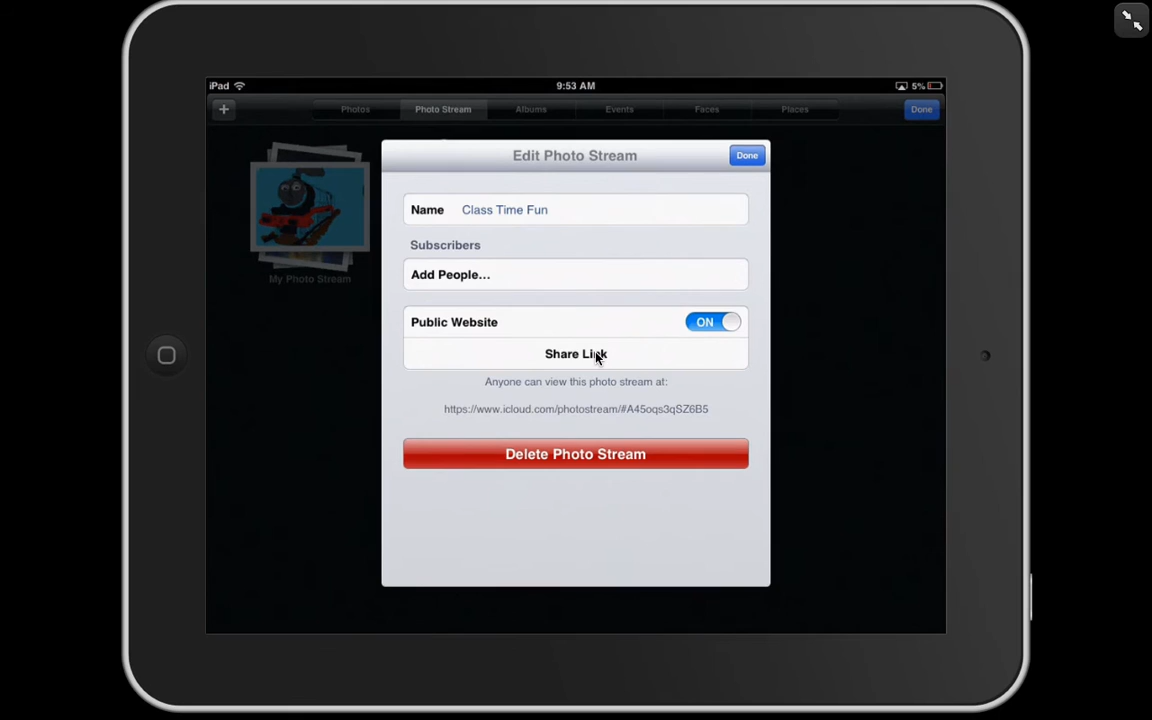 iPad 9:53 AM 5%
+ Photos Photo Stream Albums Events Faces Places Done
Edit Photo Stream Done
Name Class Time Fun
Subscribers
Add People...
My Photo Stream
Public Website ON
Share Link
Anyone can view this photo stream at:
https://www.icloud.com/photostream/#A45oqs3qSZ6B5
Delete Photo Stream